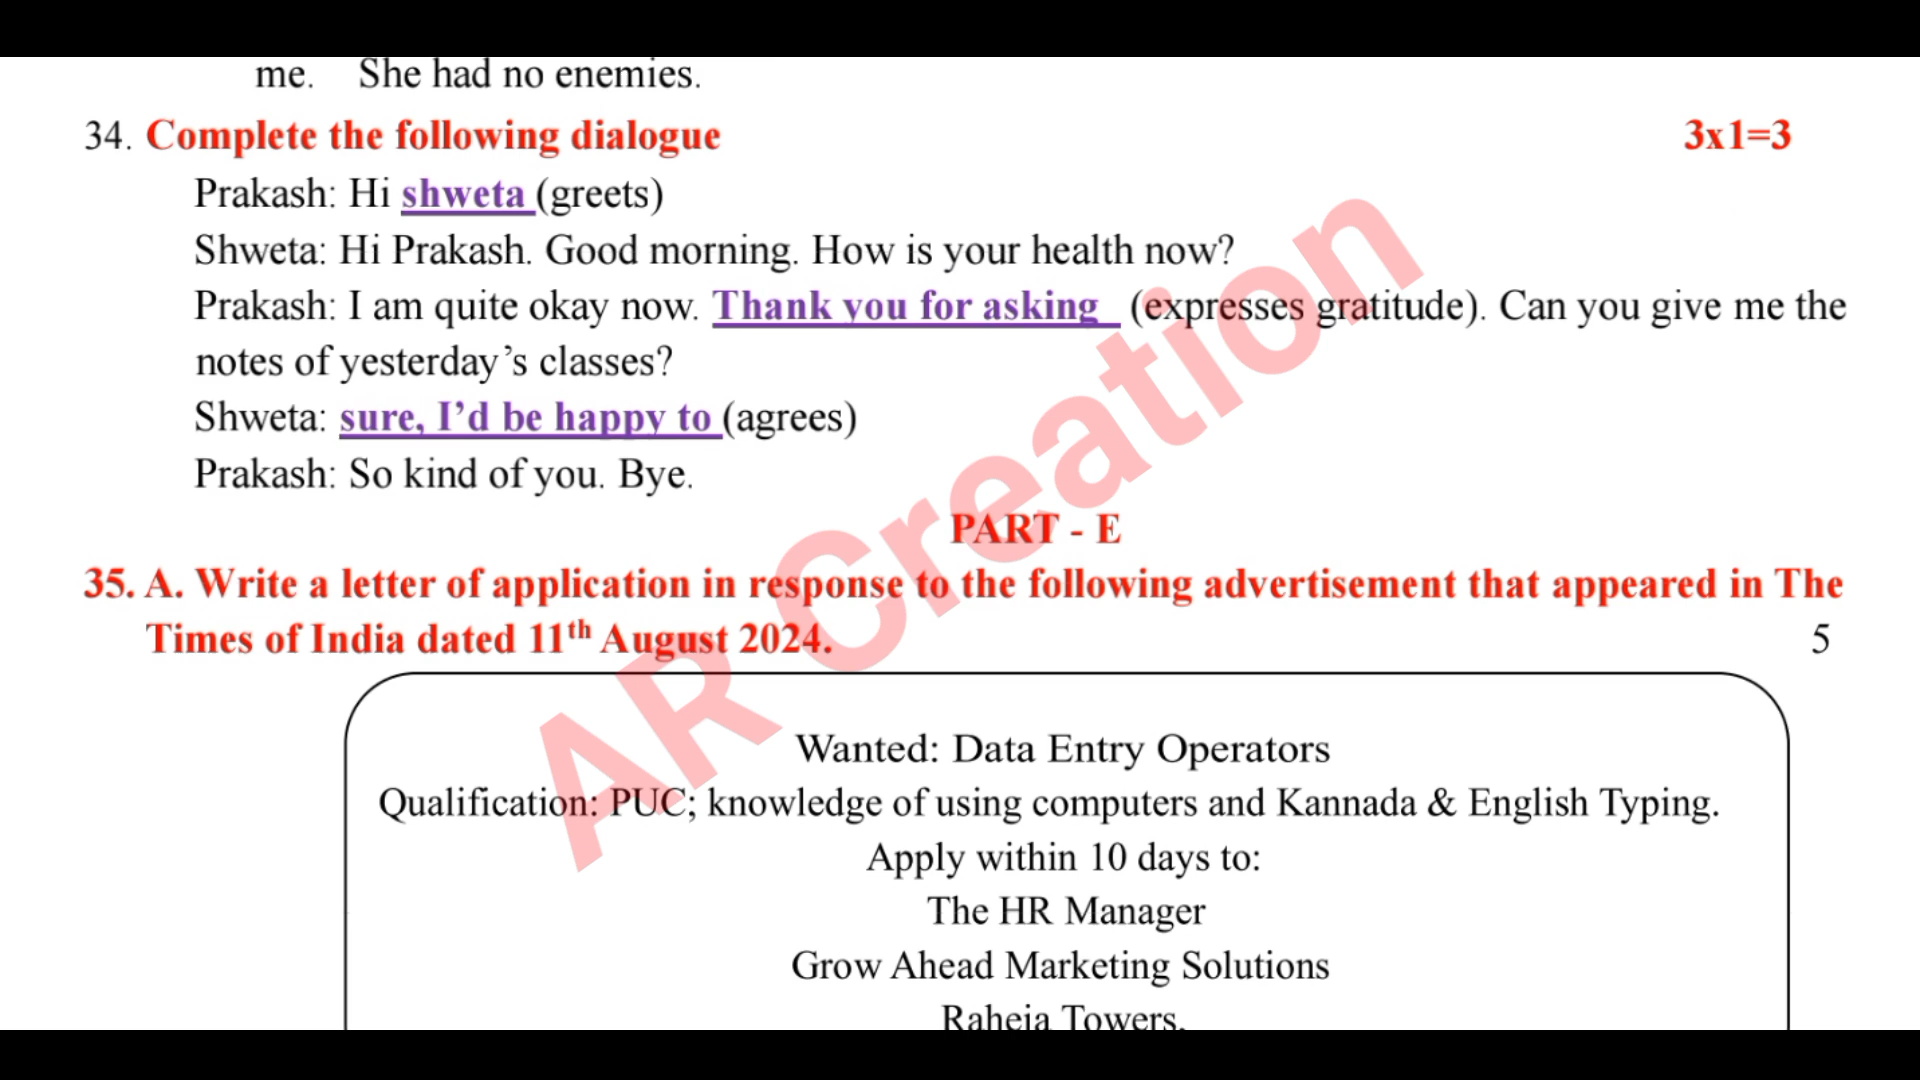 me. She had no enemies.
34. Complete the following dialogue 3x1=3
Prakash: Hi shweta (greets)
Shweta: Hi Prakash. Good morning. How is your health now?
Prakash: I am quite okay now. Thank you for asking (expresses gratitude). Can you give me the
notes of yesterday’s classes?
Shweta: sure, I’d be happy to (agrees)
Prakash: So kind of you. Bye.
PART - E
35. A. Write a letter of application in response to the following advertisement that appeared in The
Times of India dated 11th August 2024. 5
Wanted: Data Entry Operators
Qualification: PUC; knowledge of using computers and Kannada & English Typing.
Apply within 10 days to:
The HR Manager
Grow Ahead Marketing Solutions
Raheja Towers,
AR Creation